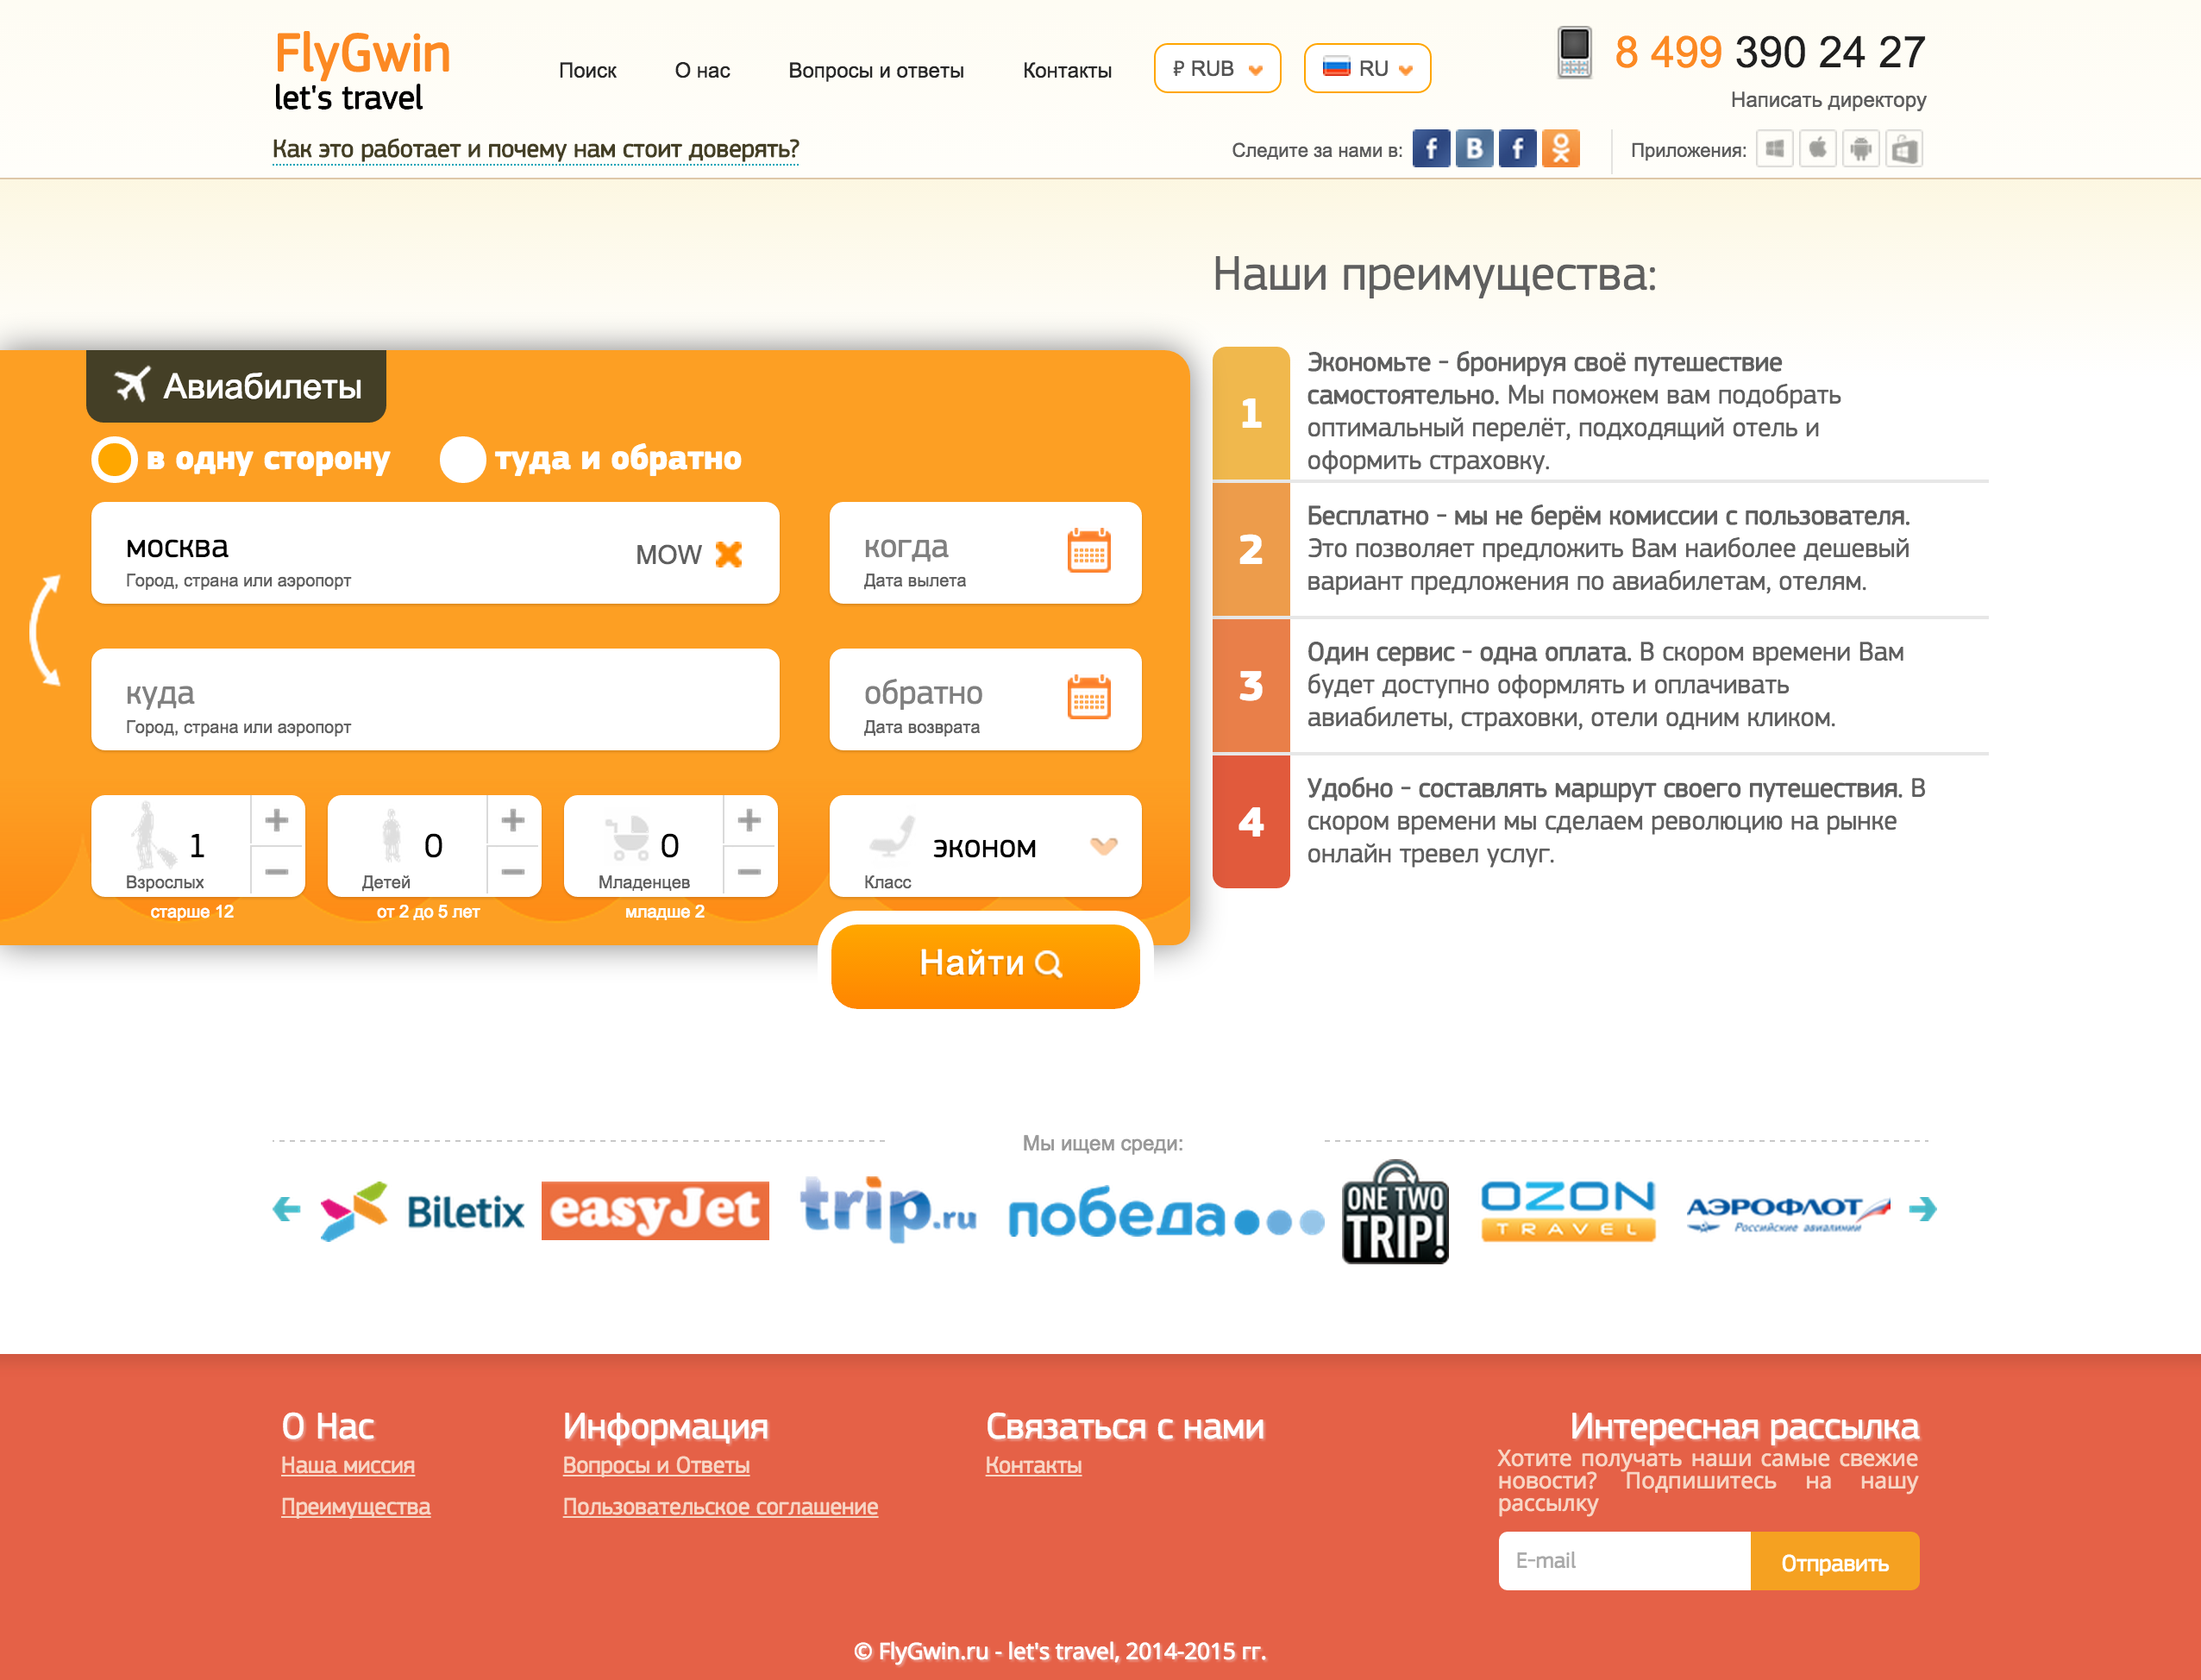 FlyGwin
let's travel
Поиск
О нас
Вопросы и ответы
Контакты
₽ RUB
RU
8 499 390 24 27
Написать директору
Как это работает и почему нам стоит доверять?
Следите за нами в:
Приложения:
Наши преимущества:
Авиабилеты
в одну сторону
туда и обратно
москва
MOW
Город, страна или аэропорт
когда
Дата вылета
куда
Город, страна или аэропорт
обратно
Дата возврата
1
Взрослых
старше 12
0
Детей
от 2 до 5 лет
0
Младенцев
младше 2
эконом
Класс
Найти
1
Экономьте - бронируя своё путешествие
самостоятельно. Мы поможем вам подобрать
оптимальный перелёт, подходящий отель и
оформить страховку.
2
Бесплатно - мы не берём комиссии с пользователя.
Это позволяет предложить Вам наиболее дешевый
вариант предложения по авиабилетам, отелям.
3
Один сервис - одна оплата. В скором времени Вам
будет доступно оформлять и оплачивать
авиабилеты, страховки, отели одним кликом.
4
Удобно - составлять маршрут своего путешествия. В
скором времени мы сделаем революцию на рынке
онлайн тревел услуг.
Мы ищем среди:
Biletix
easyJet
trip.ru
победа
ONE TWO
TRIP!
OZON
TRAVEL
АЭРОФЛОТ
Российские авиалинии
О Нас
Наша миссия
Преимущества
Информация
Вопросы и Ответы
Пользовательское соглашение
Связаться с нами
Контакты
Интересная рассылка
Хотите получать наши самые свежие
новости? Подпишитесь на нашу
рассылку
E-mail
Отправить
© FlyGwin.ru - let's travel, 2014-2015 гг.